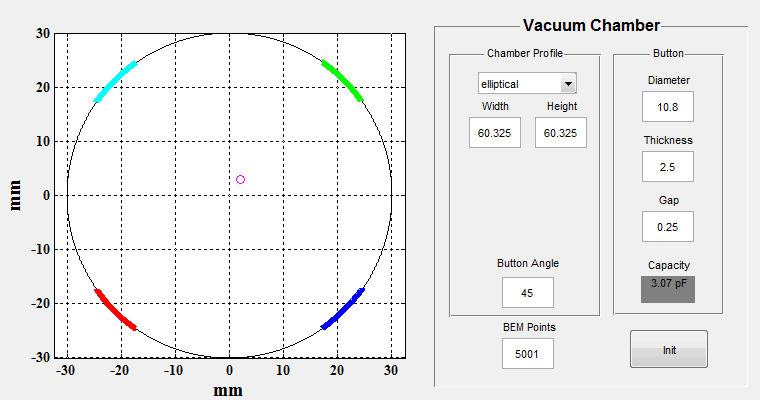 Vacuum Chamber
Chamber Profile
elliptical
Width Height
60.325 60.325
Button Angle
45
BEM Points
5001
Button
Diameter
10.8
Thickness
2.5
Gap
0.25
Capacity
3.07 pF
Init
mm
30
20
10
0
-10
-20
-30
-30 -20 -10 0 10 20 30
mm